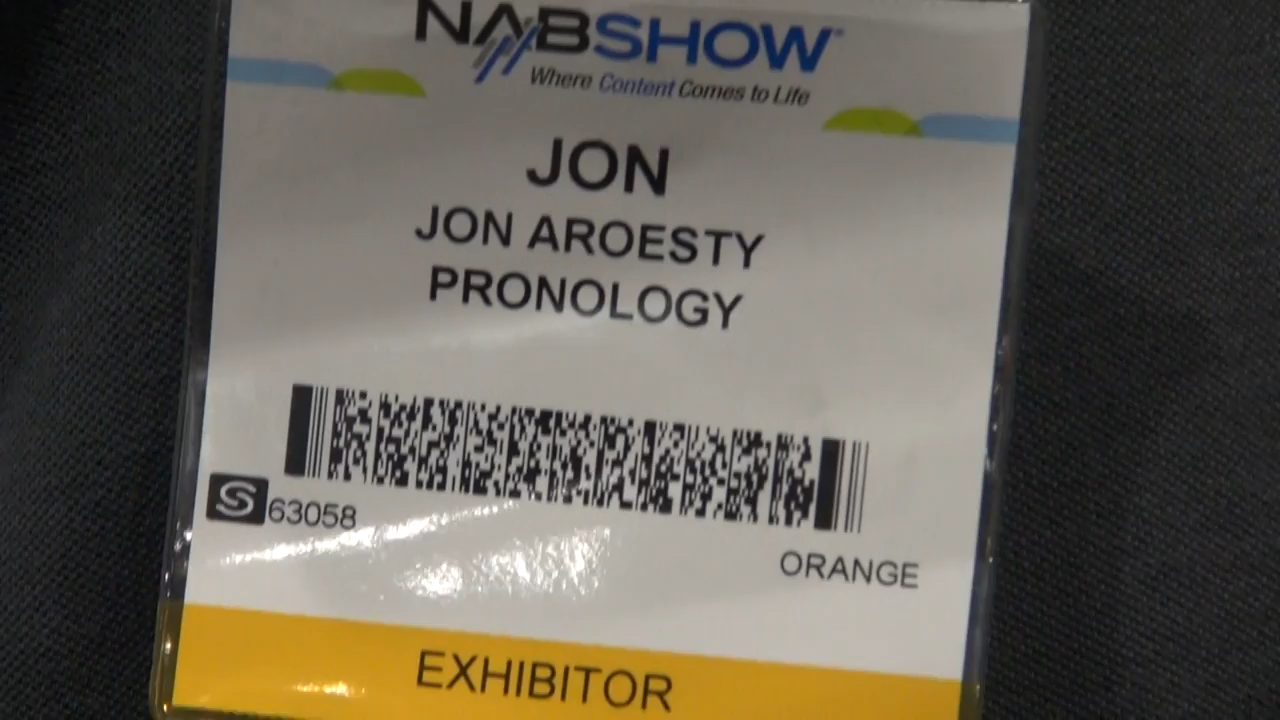 NABSHOW
Where Content Comes to Life
JON
JON AROESTY
PRONOLOGY
S 63058
ORANGE
EXHIBITOR